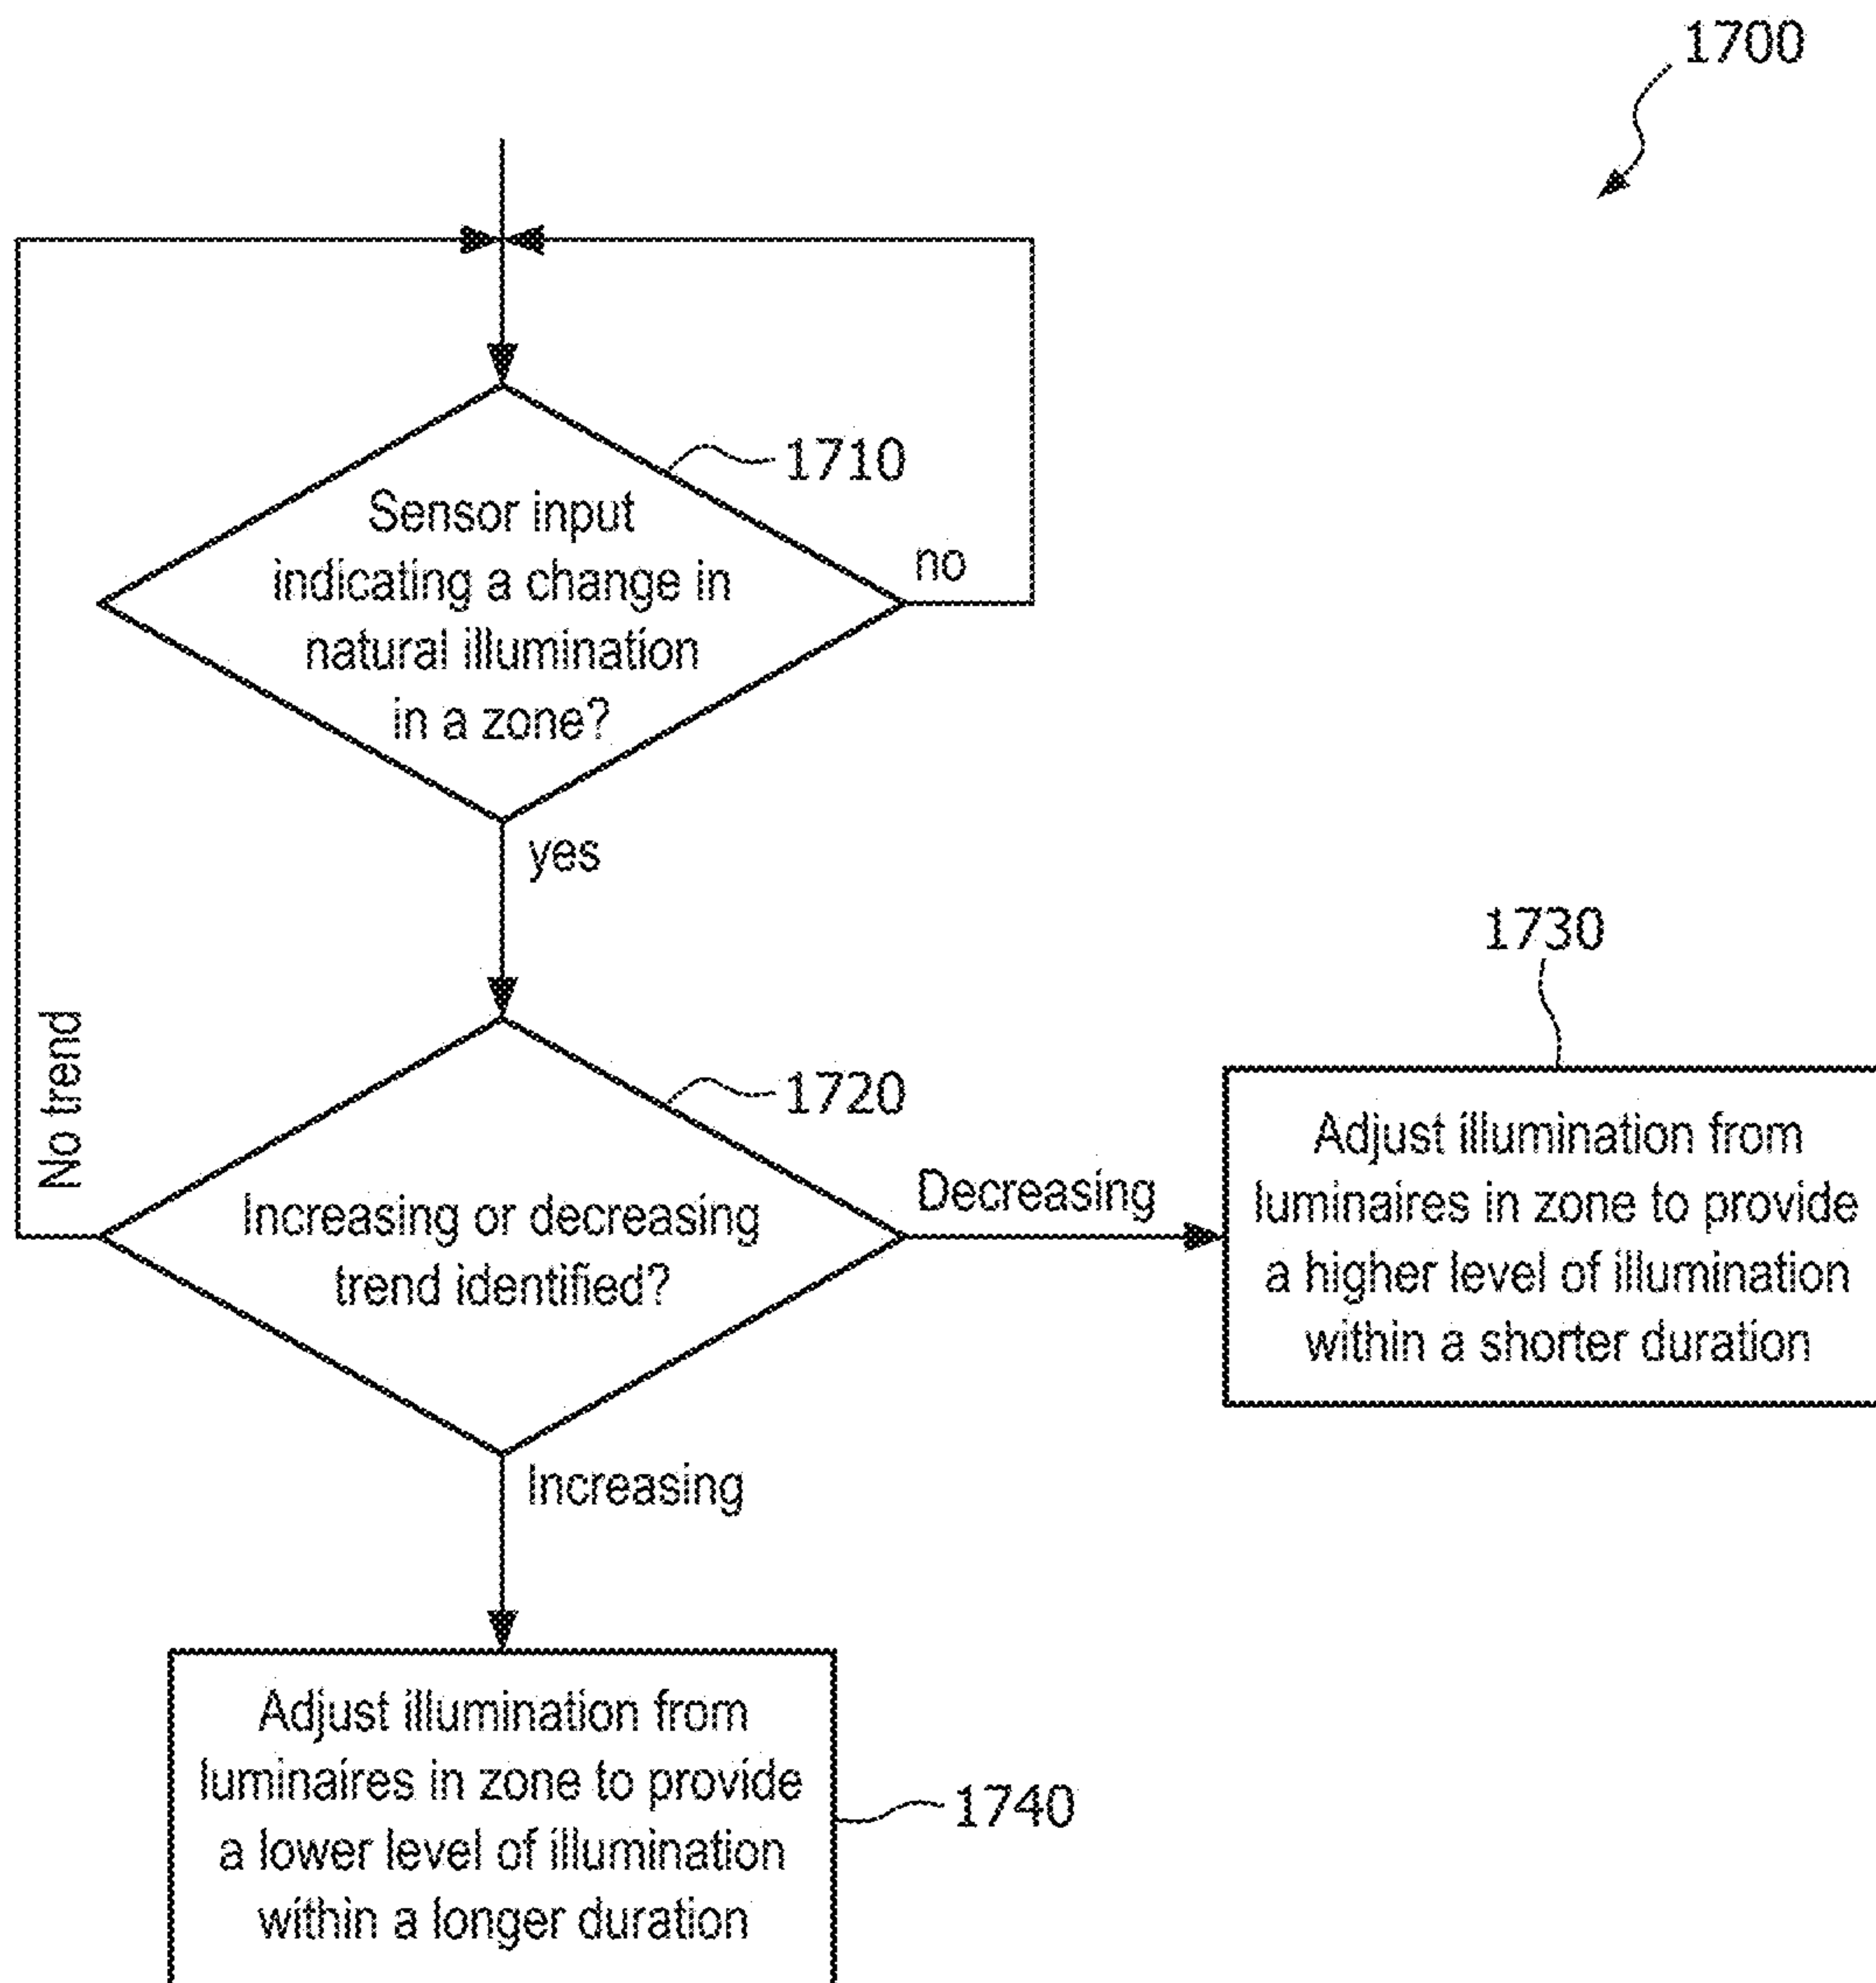 1700
1710
Sensor input
indicating a change in
natural illumination
in a zone?
no
yes
1730
No trend
1720
Increasing or decreasing
trend identified?
Decreasing
Adjust illumination from
luminaires in zone to provide
a higher level of illumination
within a shorter duration
Increasing
Adjust illumination from
luminaires in zone to provide
a lower level of illumination
within a longer duration
1740